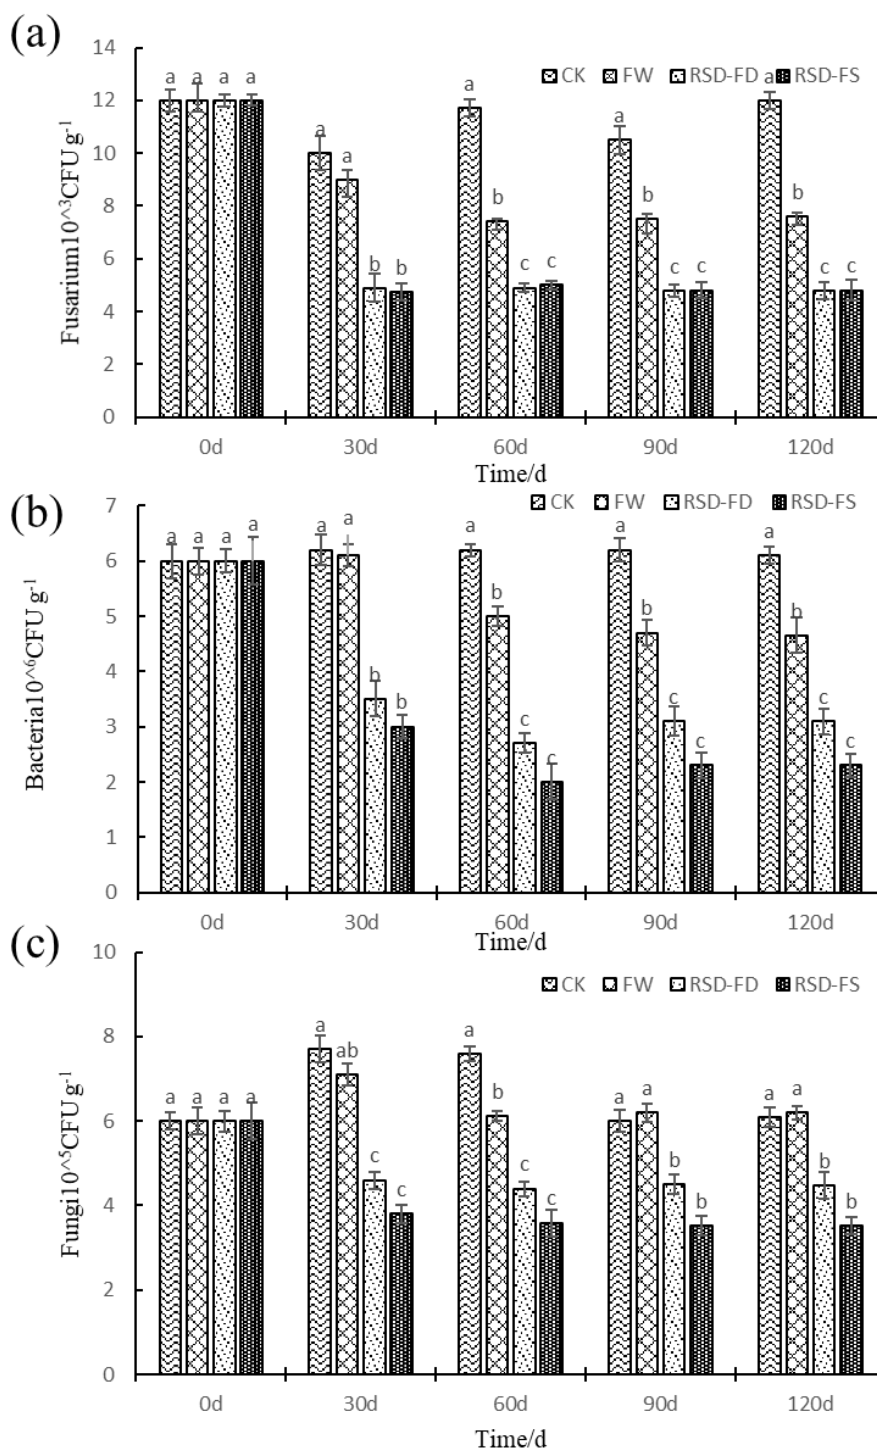 (a)
14
12
10
8
6
4
2
0
Fusarium10^3CFU g-1
CK FW RSD-FD RSD-FS
a a a a
a a b b
a b c c
a b c c
a b c c
0d 30d 60d 90d 120d
Time/d
(b)
7
6
5
4
3
2
1
0
Bacteria10^6CFU g-1
CK FW RSD-FD RSD-FS
a a a a
a a b b
a b c c
a b c c
a b c c
0d 30d 60d 90d 120d
Time/d
(c)
10
8
6
4
2
0
Fungi10^5CFU g-1
CK FW RSD-FD RSD-FS
a a a a
a ab c c
a b c c
a a b b
a a b b
0d 30d 60d 90d 120d
Time/d